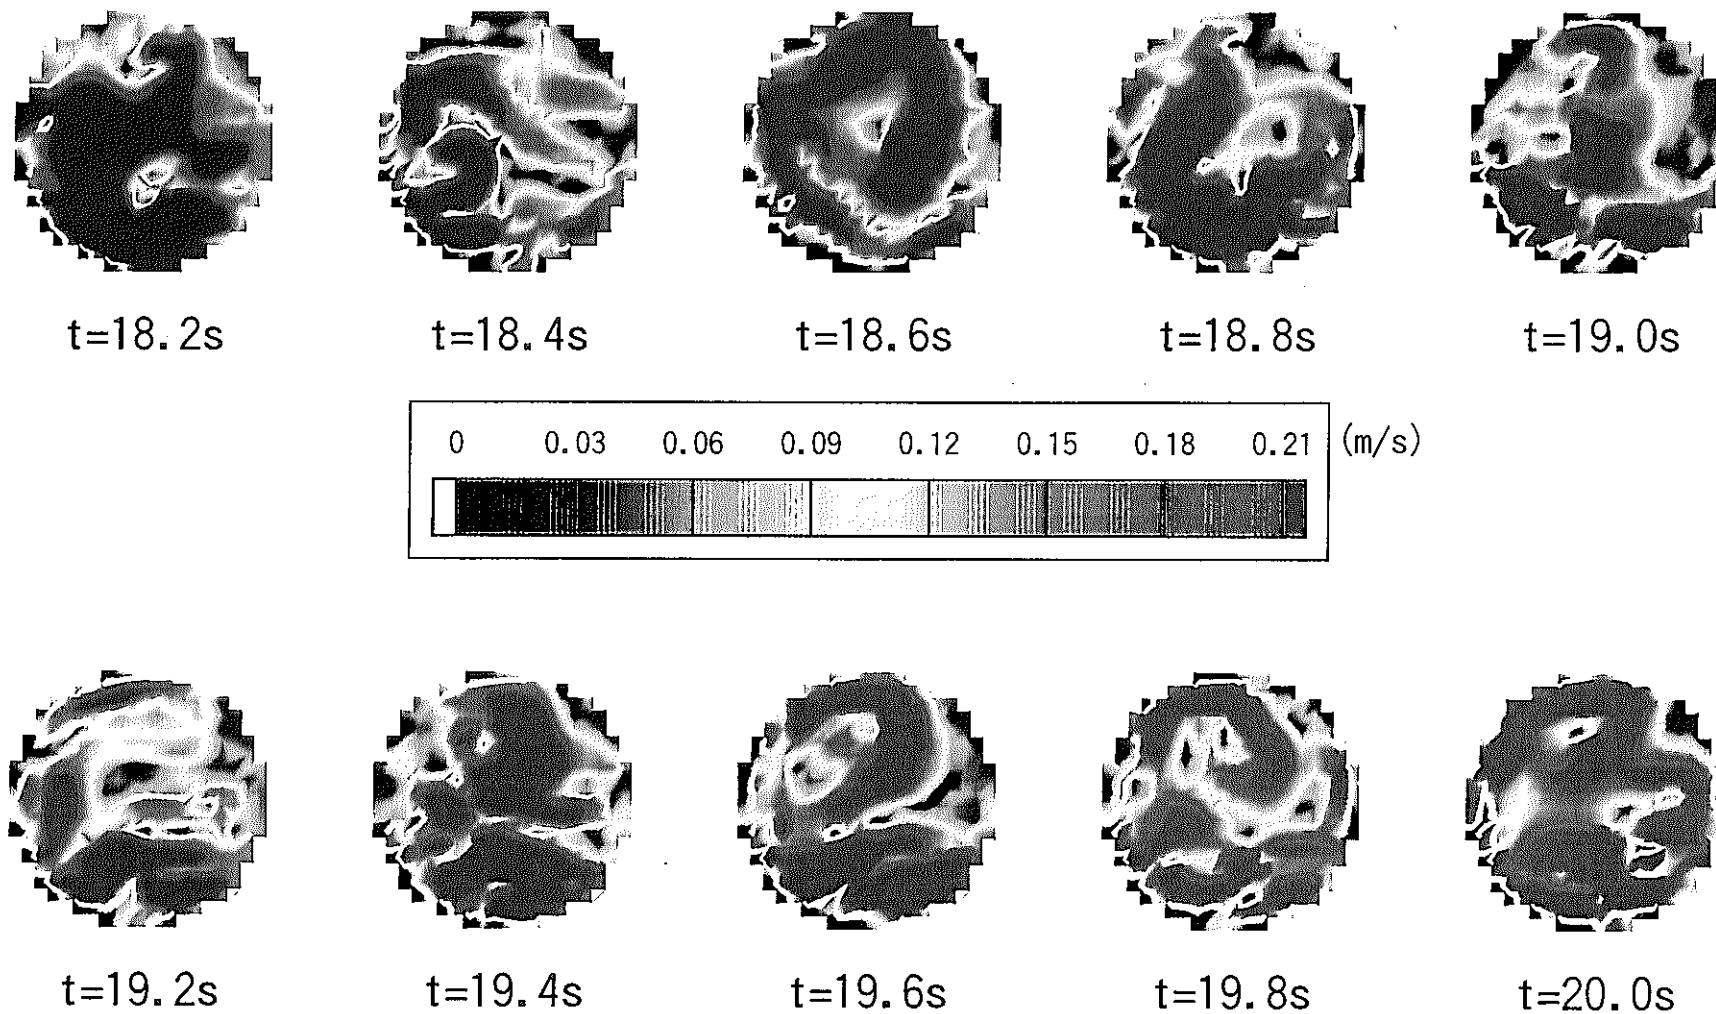 t=18.2s
t=18.4s
t=18.6s
t=18.8s
t=19.0s
0 0.03 0.06 0.09 0.12 0.15 0.18 0.21 (m/s)
t=19.2s
t=19.4s
t=19.6s
t=19.8s
t=20.0s